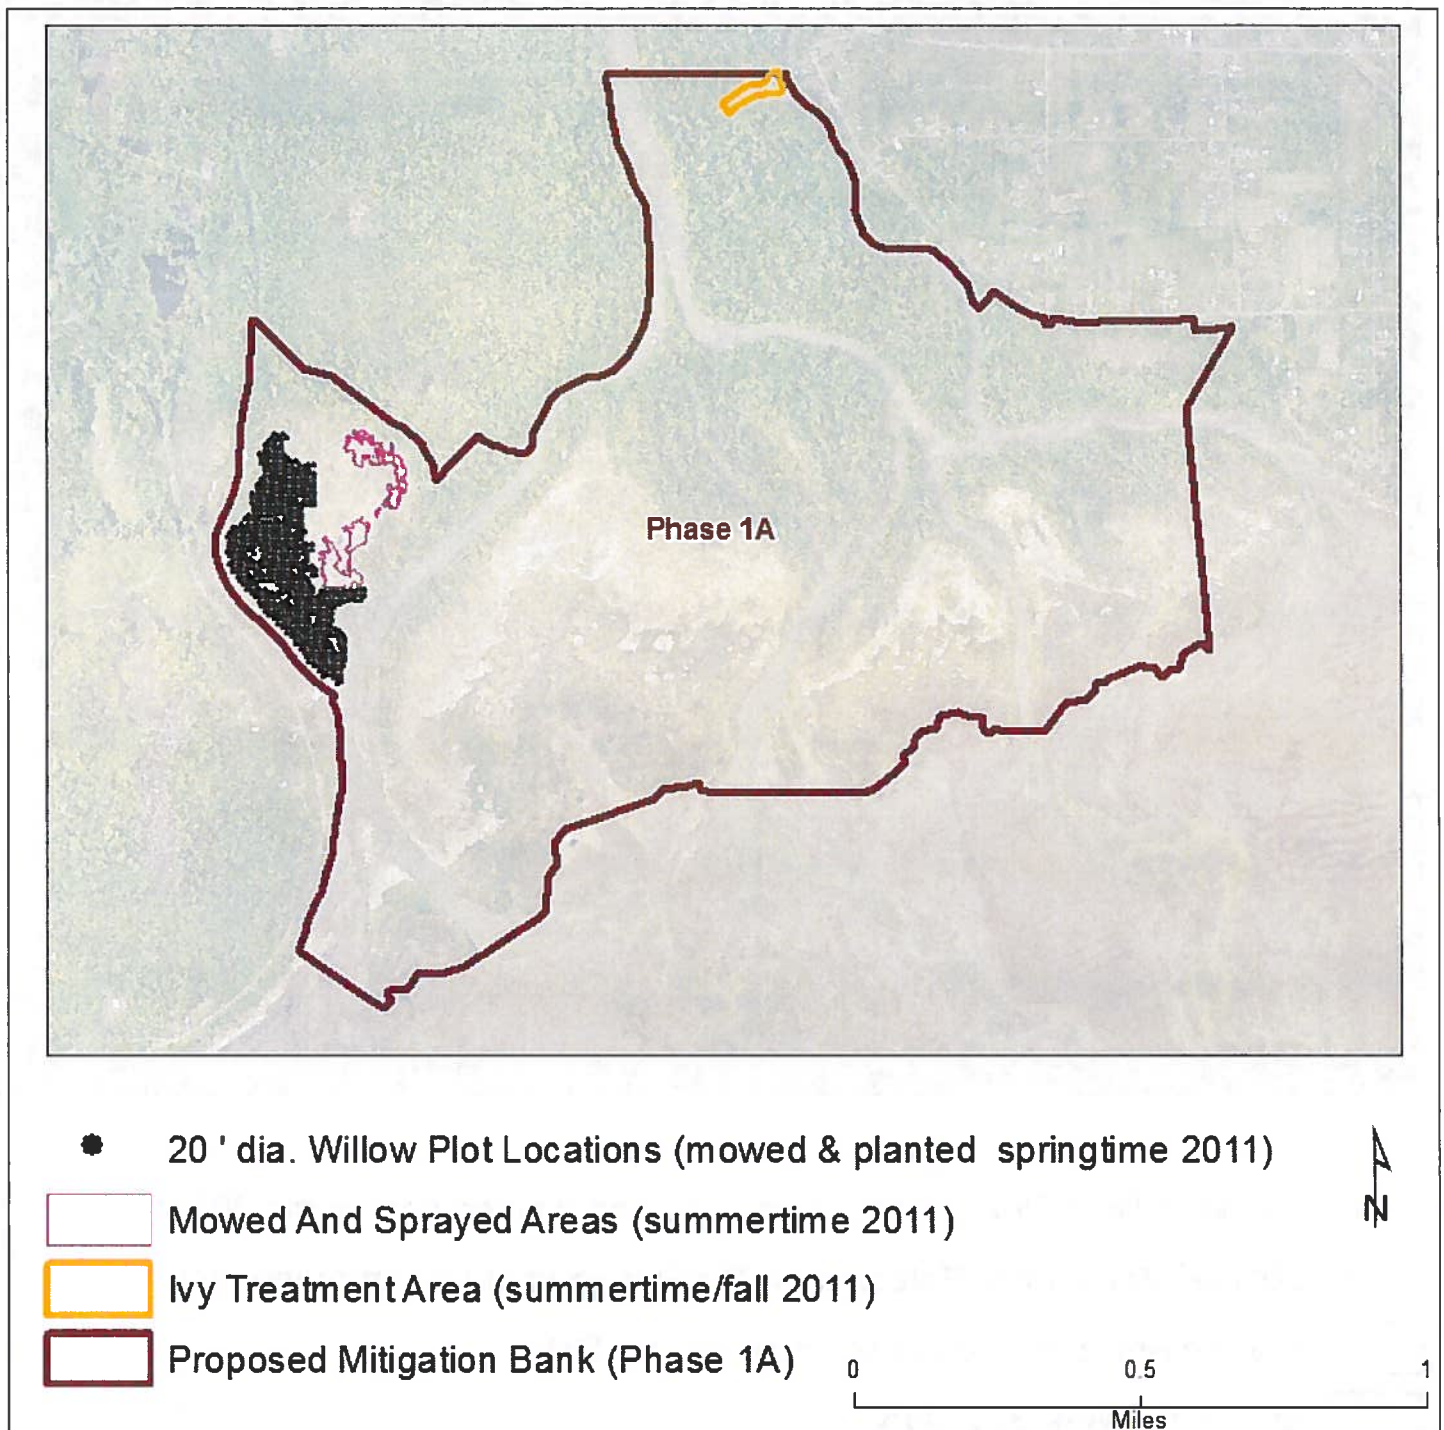 Phase 1A
20 ' dia. Willow Plot Locations (mowed & planted springtime 2011)
Mowed And Sprayed Areas (summertime 2011)
Ivy Treatment Area (summertime/fall 2011)
Proposed Mitigation Bank (Phase 1A)
N
0 0.5 1
Miles